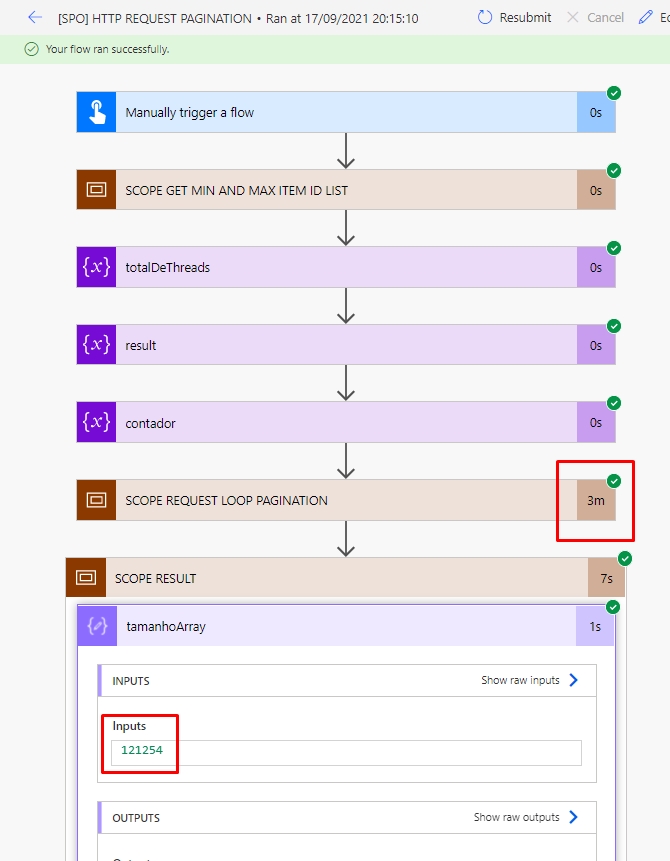 [SPO] HTTP REQUEST PAGINATION • Ran at 17/09/2021 20:15:10
Resubmit
Cancel
Your flow ran successfully.
Manually trigger a flow
0s
SCOPE GET MIN AND MAX ITEM ID LIST
0s
{x} totalDeThreads
0s
{x} result
0s
{x} contador
0s
SCOPE REQUEST LOOP PAGINATION
3m
SCOPE RESULT
7s
tamanhoArray
1s
INPUTS
Show raw inputs
Inputs
121254
OUTPUTS
Show raw outputs